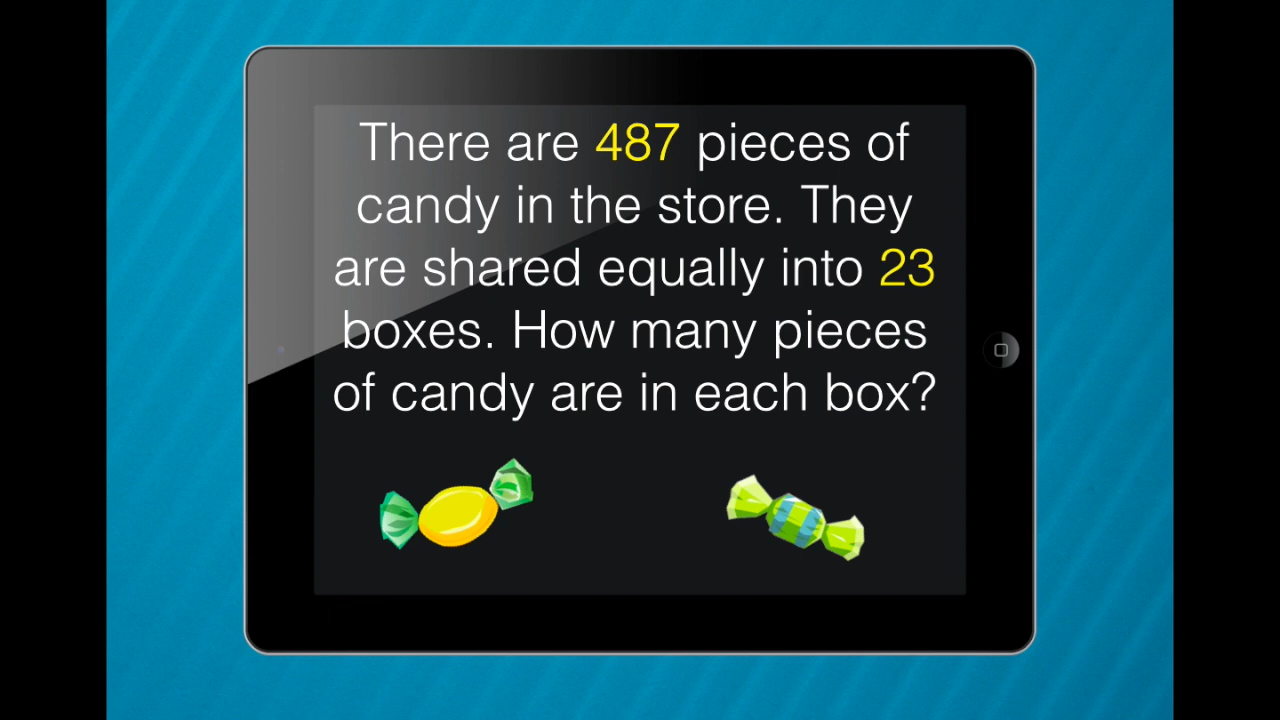 There are 487 pieces of
candy in the store. They
are shared equally into 23
boxes. How many pieces
of candy are in each box?